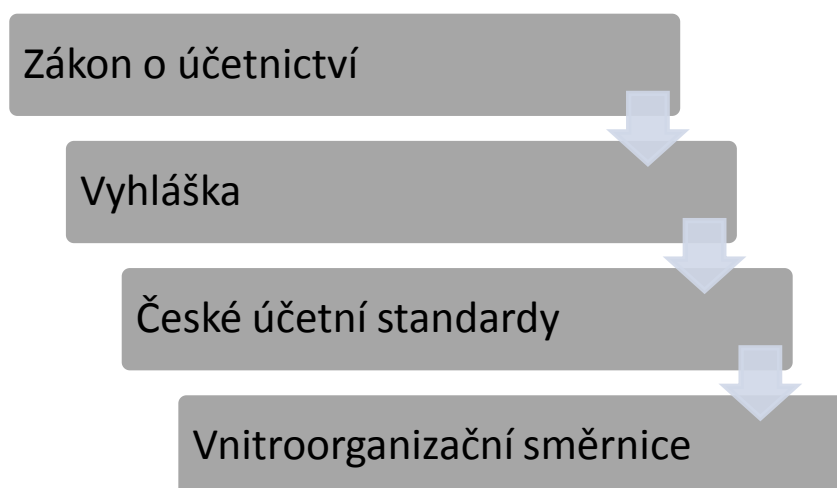 Zákon o účetnictví
Vyhláška
České účetní standardy
Vnitroorganizační směrnice